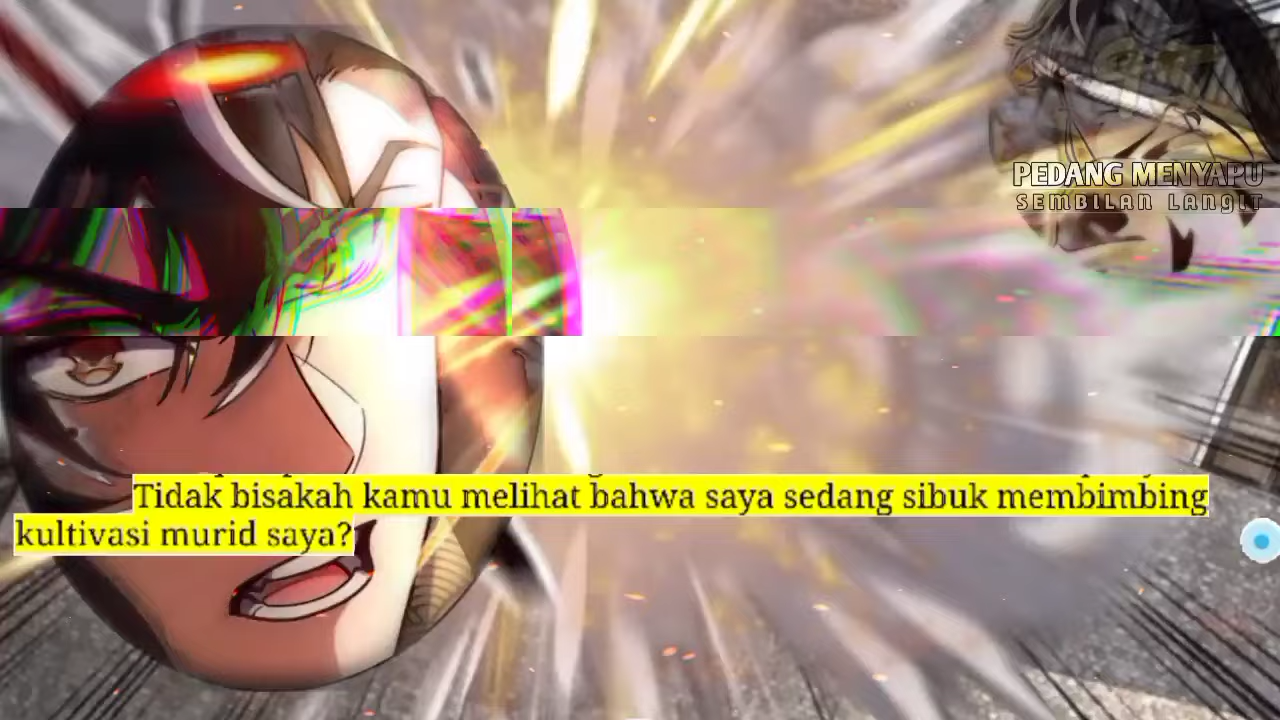 PEDANG MENYAPU
SEMBILAN LANGIT
Tidak bisakah kamu melihat bahwa saya sedang sibuk membimbing
kultivasi murid saya?